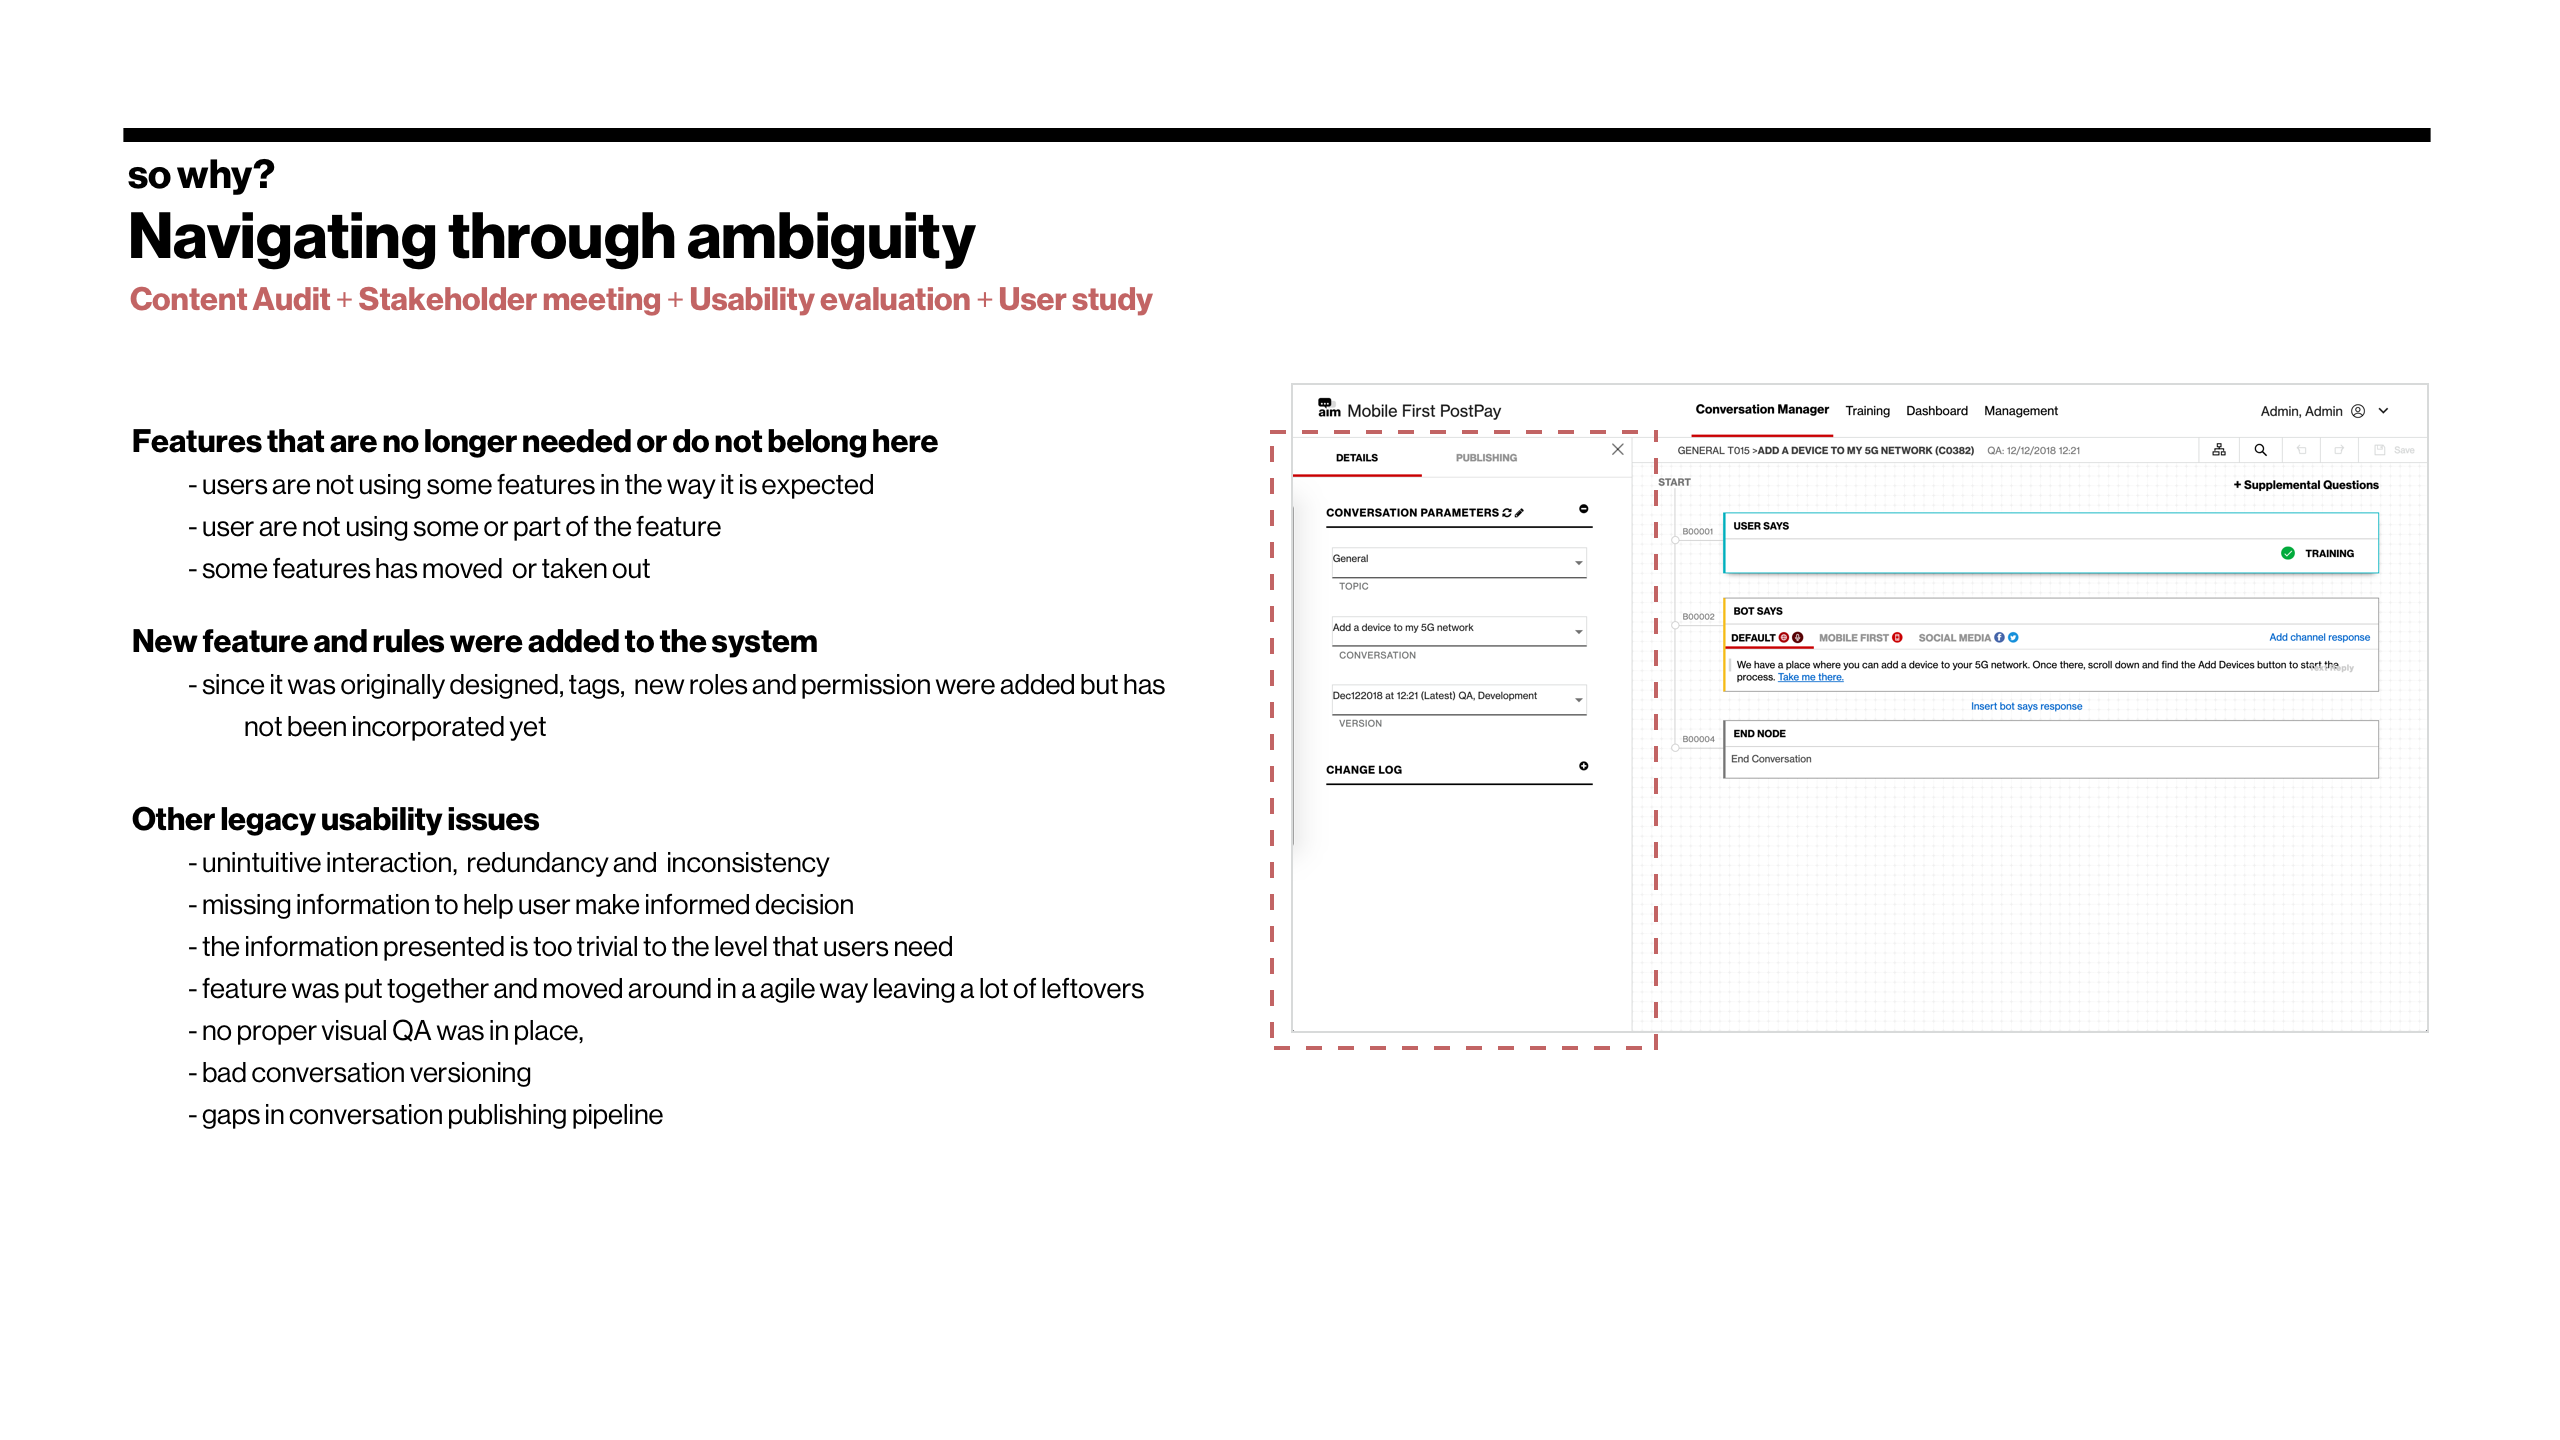 so why?
Navigating through ambiguity
Content Audit + Stakeholder meeting + Usability evaluation + User study
Features that are no longer needed or do not belong here
- users are not using some features in the way it is expected
- user are not using some or part of the feature
- some features has moved  or taken out
New feature and rules were added to the system
- since it was originally designed, tags,  new roles and permission were added but has
not been incorporated yet
Other legacy usability issues
- unintuitive interaction,  redundancy and  inconsistency
- missing information to help user make informed decision
- the information presented is too trivial to the level that users need
- feature was put together and moved around in a agile way leaving a lot of leftovers
- no proper visual QA was in place,
- bad conversation versioning
- gaps in conversation publishing pipeline
aim Mobile First PostPay
Conversation Manager Training Dashboard Management
Admin, Admin
DETAILS PUBLISHING
CONVERSATION PARAMETERS
General
TOPIC
Add a device to my 5G network
CONVERSATION
Dec122018 at 12:21 (Latest) QA, Development
VERSION
CHANGE LOG
GENERAL T015 >ADD A DEVICE TO MY 5G NETWORK (C0382) QA: 12/12/2018 12:21
Save
START
+ Supplemental Questions
B00001
USER SAYS
TRAINING
B00002
BOT SAYS
DEFAULT MOBILE FIRST SOCIAL MEDIA Add channel response
We have a place where you can add a device to your 5G network. Once there, scroll down and find the Add Devices button to start the
process. Take me there.
Insert bot says response
B00004
END NODE
End Conversation